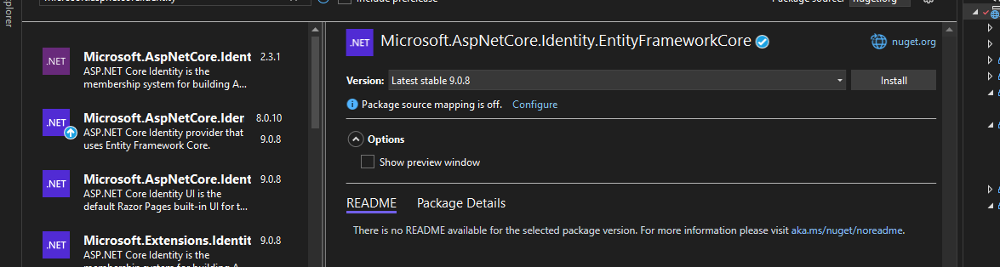 Include prerelease
Package source:
nuget.org
plorer
.NET
Microsoft.AspNetCore.Ident
2.3.1
ASP.NET Core Identity is the
membership system for building A...
.NET
Microsoft.AspNetCore.Ider
8.0.10
ASP.NET Core Identity provider that
9.0.8
uses Entity Framework Core.
.NET
Microsoft.AspNetCore.Ident
9.0.8
ASP.NET Core Identity UI is the
default Razor Pages built-in UI for t...
.NET
Microsoft.Extensions.Identit
9.0.8
ASP.NET Core Identity is the
membership system for building A...
.NET
Microsoft.AspNetCore.Identity.EntityFrameworkCore
nuget.org
Version:
Latest stable 9.0.8
Install
Package source mapping is off. Configure
Options
Show preview window
README
Package Details
There is no README available for the selected package version. For more information please visit aka.ms/nuget/noreadme.